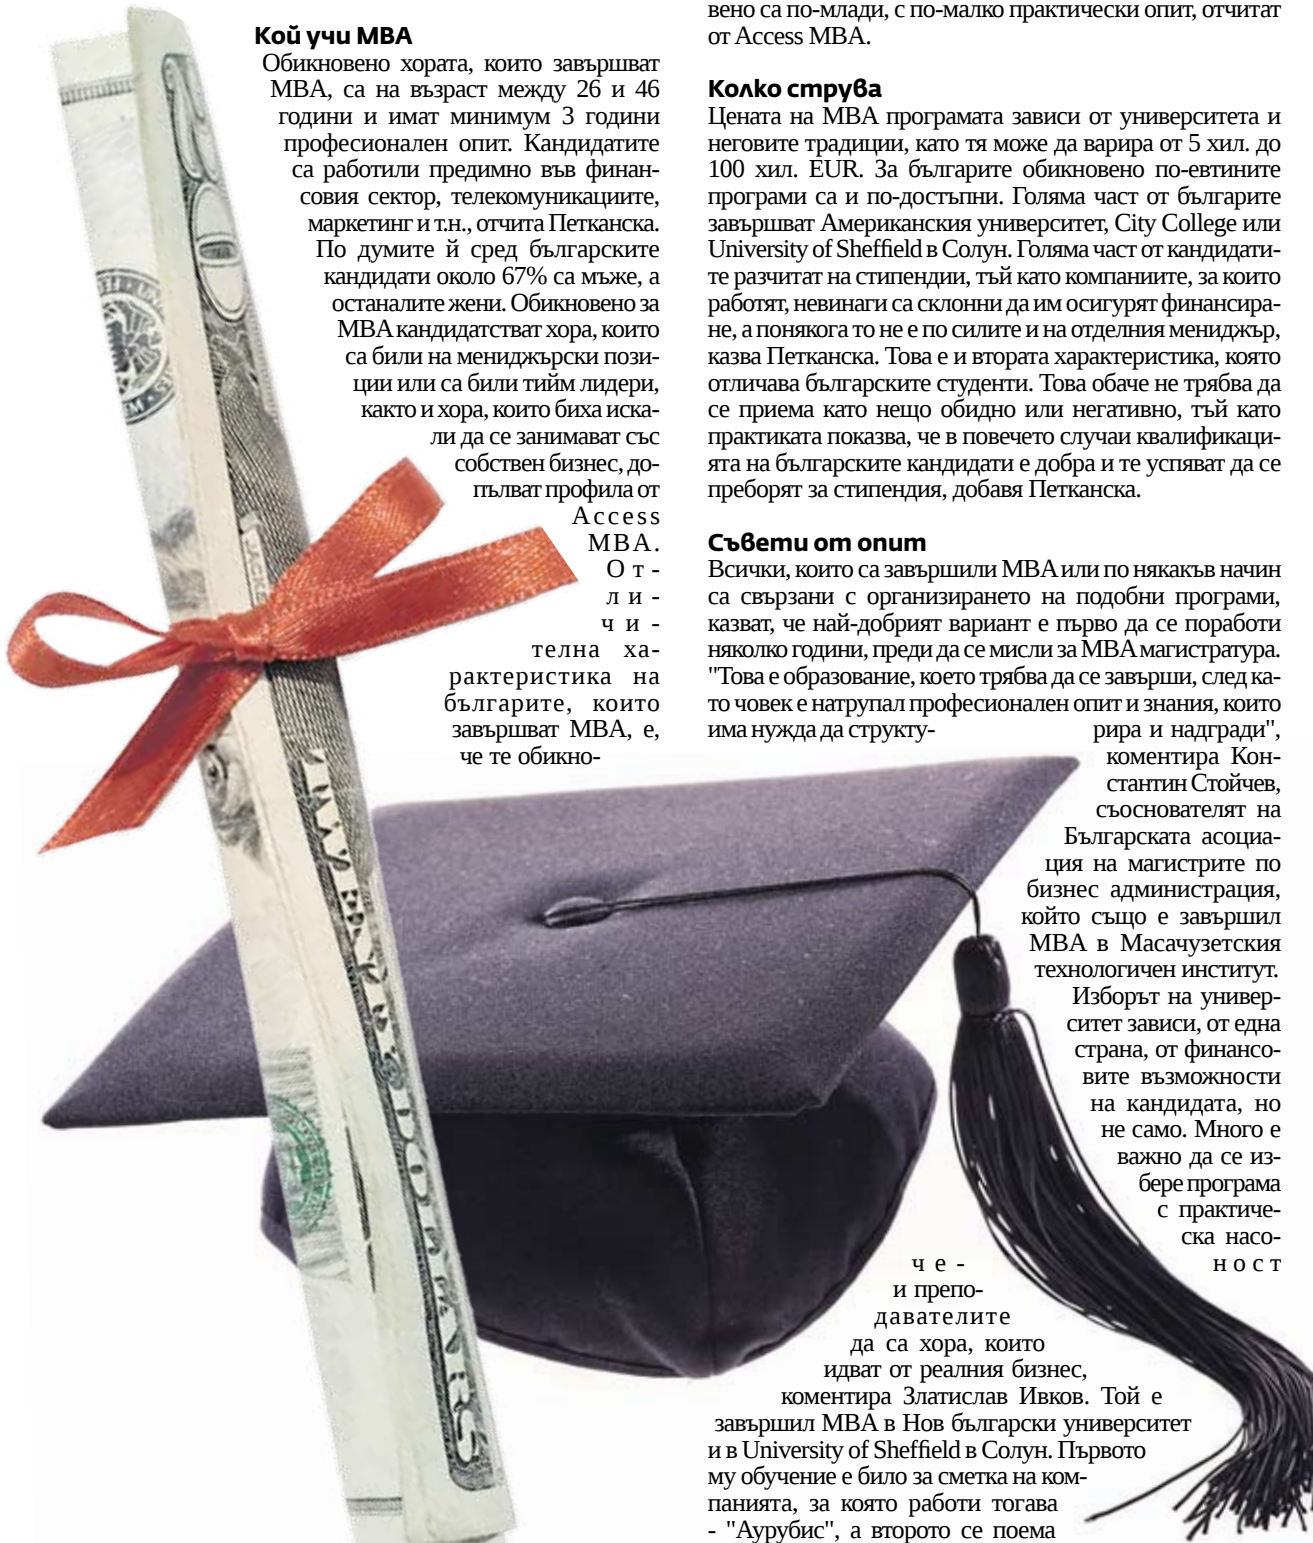 Кой учи MBA
Обикновено хората, които завършват
MBA, са на възраст между 26 и 46
години и имат минимум 3 години
професионален опит. Кандидатите
са работили предимно във финан-
совия сектор, телекомуникациите,
маркетинг и т.н., отчита Петканска.
По думите й сред българските
кандидати около 67% са мъже, а
останалите жени. Обикновено за
MBA кандидатстват хора, които
са били на мениджърски пози-
ции или са били тийм лидери,
както и хора, които биха иска-
ли да се занимават със
собствен бизнес, до-
пълват профила от
Access
MBA.
От-
ли-
чи-
телна ха-
рактеристика на
българите, които
завършват MBA, е,
че те обикно-
вено са по-млади, с по-малко практически опит, отчитат
от Access MBA.
Колко струва
Цената на MBA програмата зависи от университета и
неговите традиции, като тя може да варира от 5 хил. до
100 хил. EUR. За българите обикновено по-евтините
програми са и по-достъпни. Голяма част от българите
завършват Американския университет, City College или
University of Sheffield в Солун. Голяма част от кандидати-
те разчитат на стипендии, тъй като компаниите, за които
работят, невинаги са склонни да им осигурят финансира-
не, а понякога то не е по силите и на отделния мениджър,
казва Петканска. Това е и втората характеристика, която
отличава българските студенти. Това обаче не трябва да
се приема като нещо обидно или негативно, тъй като
практиката показва, че в повечето случаи квалификаци-
ята на българските кандидати е добра и те успяват да се
преборят за стипендия, добавя Петканска.
Съвети от опит
Всички, които са завършили MBA или по някакъв начин
са свързани с организирането на подобни програми,
казват, че най-добрият вариант е първо да се поработи
няколко години, преди да се мисли за MBA магистратура.
"Това е образование, което трябва да се завърши, след ка-
то човек е натрупал професионален опит и знания, които
има нужда да структу-
рира и надгради",
коментира Кон-
стантин Стойчев,
съоснователят на
Българската асоциа-
ция на магистрите по
бизнес администрация,
който също е завършил
MBA в Масачузетския
технологичен институт.
Изборът на универ-
ситет зависи, от една
страна, от финансо-
вите възможности
на кандидата, но
не само. Много е
важно да се из-
бере програма
с практиче-
ска насо-
ност
че-
и препо-
давателите
да са хора, които
идват от реалния бизнес,
коментира Златислав Ивков. Той е
завършил MBA в Нов български университет
и в University of Sheffield в Солун. Първото
му обучение е било за сметка на ком-
панията, за която работи тогава
- "Аурубис", а второто се поема